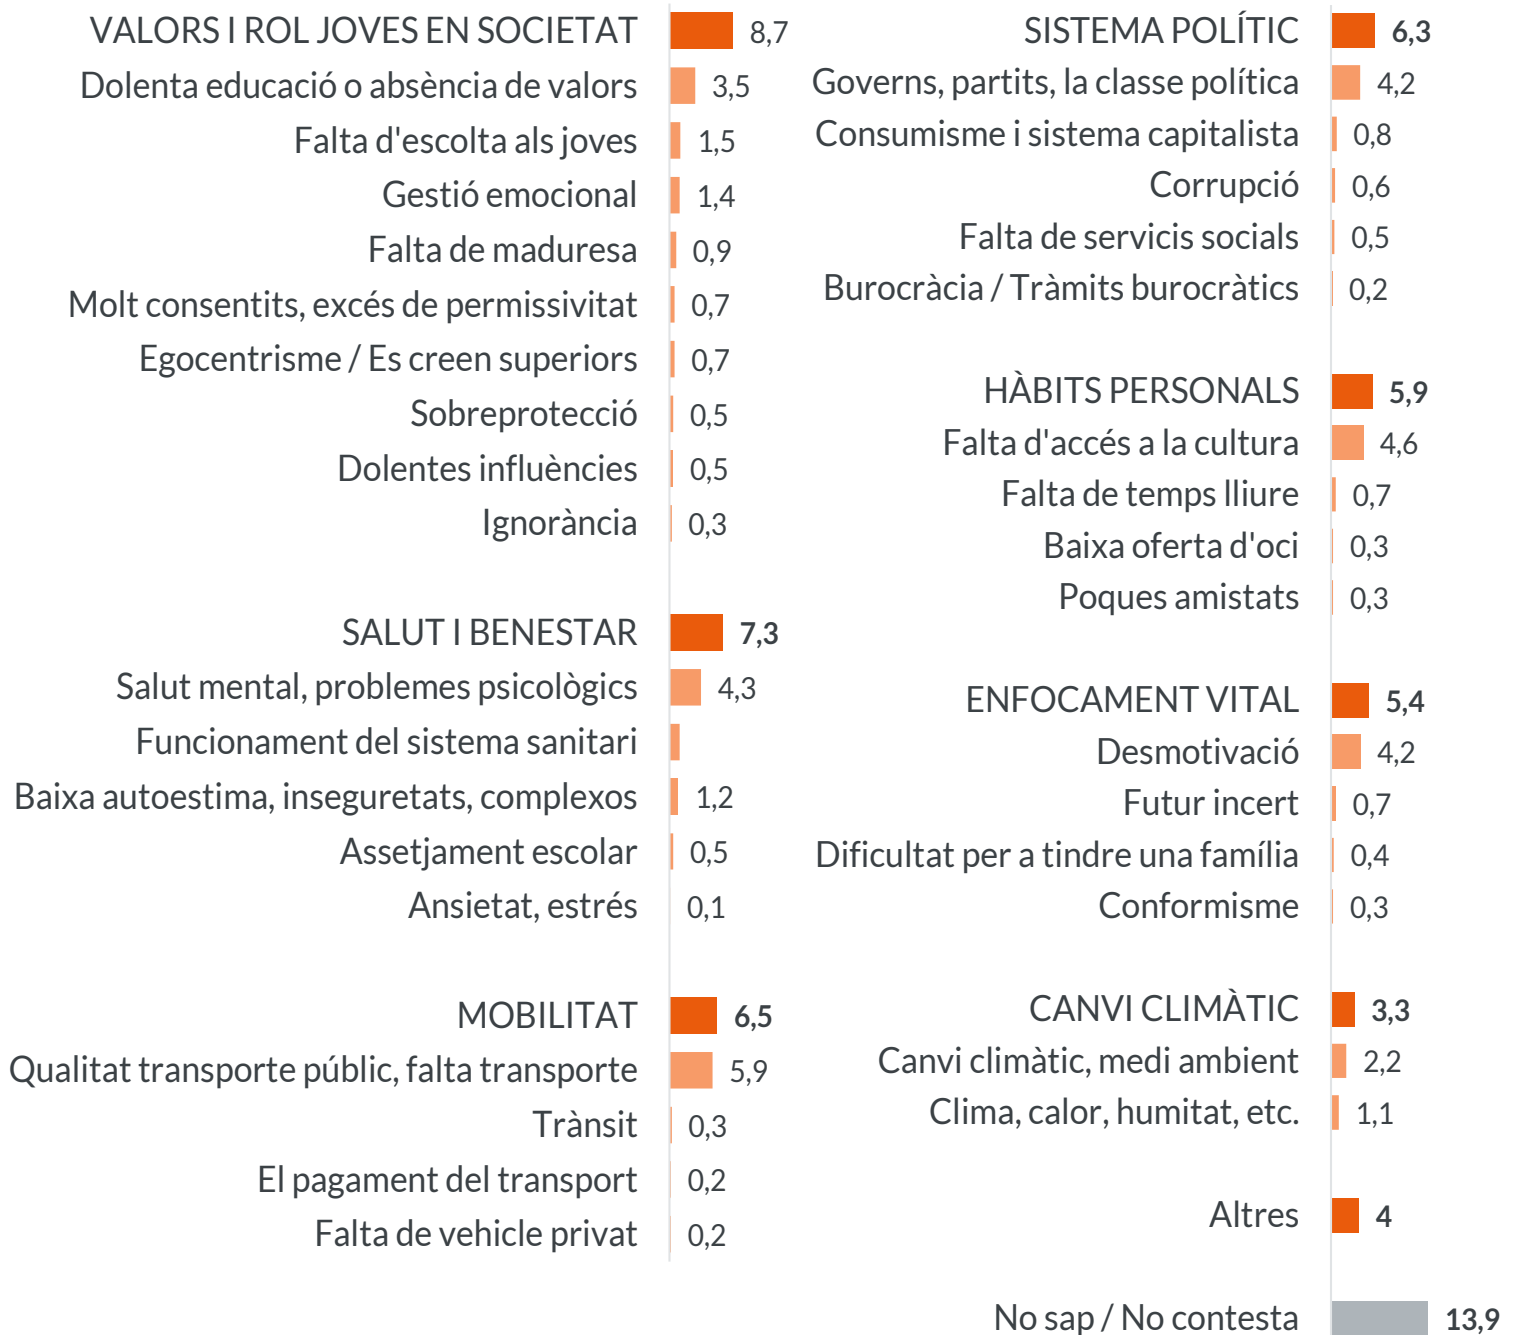 VALORS I ROL JOVES EN SOCIETAT 8,7
Dolenta educació o absència de valors 3,5
Falta d'escolta als joves 1,5
Gestió emocional 1,4
Falta de maduresa 0,9
Molt consentits, excés de permissivitat 0,7
Egocentrisme / Es creen superiors 0,7
Sobreprotecció 0,5
Dolentes influències 0,5
Ignoràncía 0,3
SALUT I BENESTAR 7,3
Salut mental, problemes psicològics 4,3
Funcionament del sistema sanitari
Baixa autoestima, inseguretats, complexos 1,2
Assetjament escolar 0,5
Ansietat, estrés 0,1
MOBILITAT 6,5
Qualitat transporte públic, falta transporte 5,9
Trànsit 0,3
El pagament del transport 0,2
Falta de vehicle privat 0,2
SISTEMA POLÍTIC 6,3
Governs, partits, la classe política 4,2
Consumisme i sistema capitalista 0,8
Corrupció 0,6
Falta de servicis socials 0,5
Burocràcia / Tràmits burocràtics 0,2
HÀBITS PERSONALS 5,9
Falta d'accés a la cultura 4,6
Falta de temps lliure 0,7
Baixa oferta d'oci 0,3
Poques amistats 0,3
ENFOCAMENT VITAL 5,4
Desmotivació 4,2
Futur incert 0,7
Dificultat per a tindre una família 0,4
Conformisme 0,3
CANVI CLIMÀTIC 3,3
Canvi climàtic, medi ambient 2,2
Clima, calor, humitat, etc. 1,1
Altres 4
No sap / No contesta 13,9